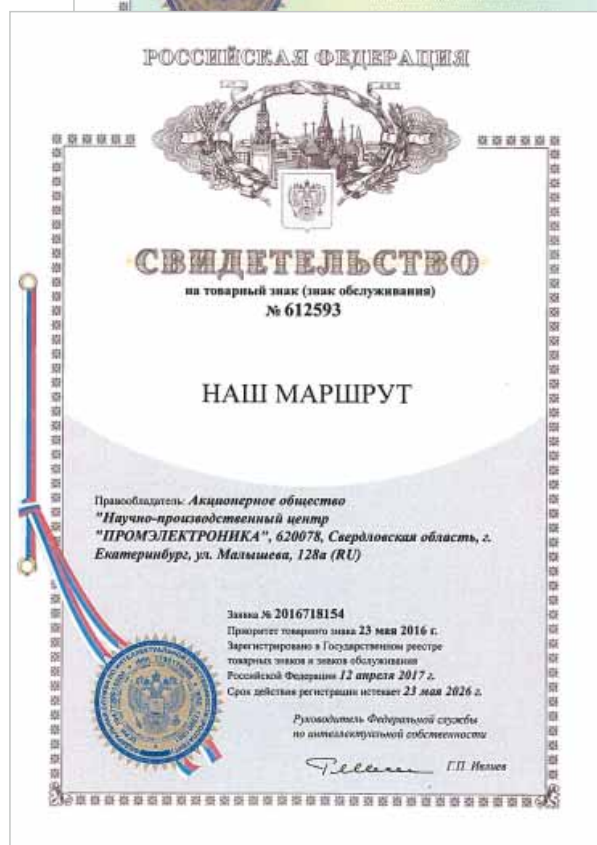 РОССИЙСКАЯ ФЕДЕРАЦИЯ
СВИДЕТЕЛЬСТВО
на товарный знак (знак обслуживания)
№ 612593
НАШ МАРШРУТ
Правообладатель: Акционерное общество
"Научно-производственный центр
"ПРОМЭЛЕКТРОНИКА", 620078, Свердловская область, г.
Екатеринбург, ул. Малышева, 128а (RU)
Заявка № 2016718154
Приоритет товарного знака 23 мая 2016 г.
Зарегистрировано в Государственном реестре
товарных знаков и знаков обслуживания
Российской Федерации 12 апреля 2017 г.
Срок действия регистрации истекает 23 мая 2026 г.
Руководитель Федеральной службы
по интеллектуальной собственности
Г.П. Ивлиев